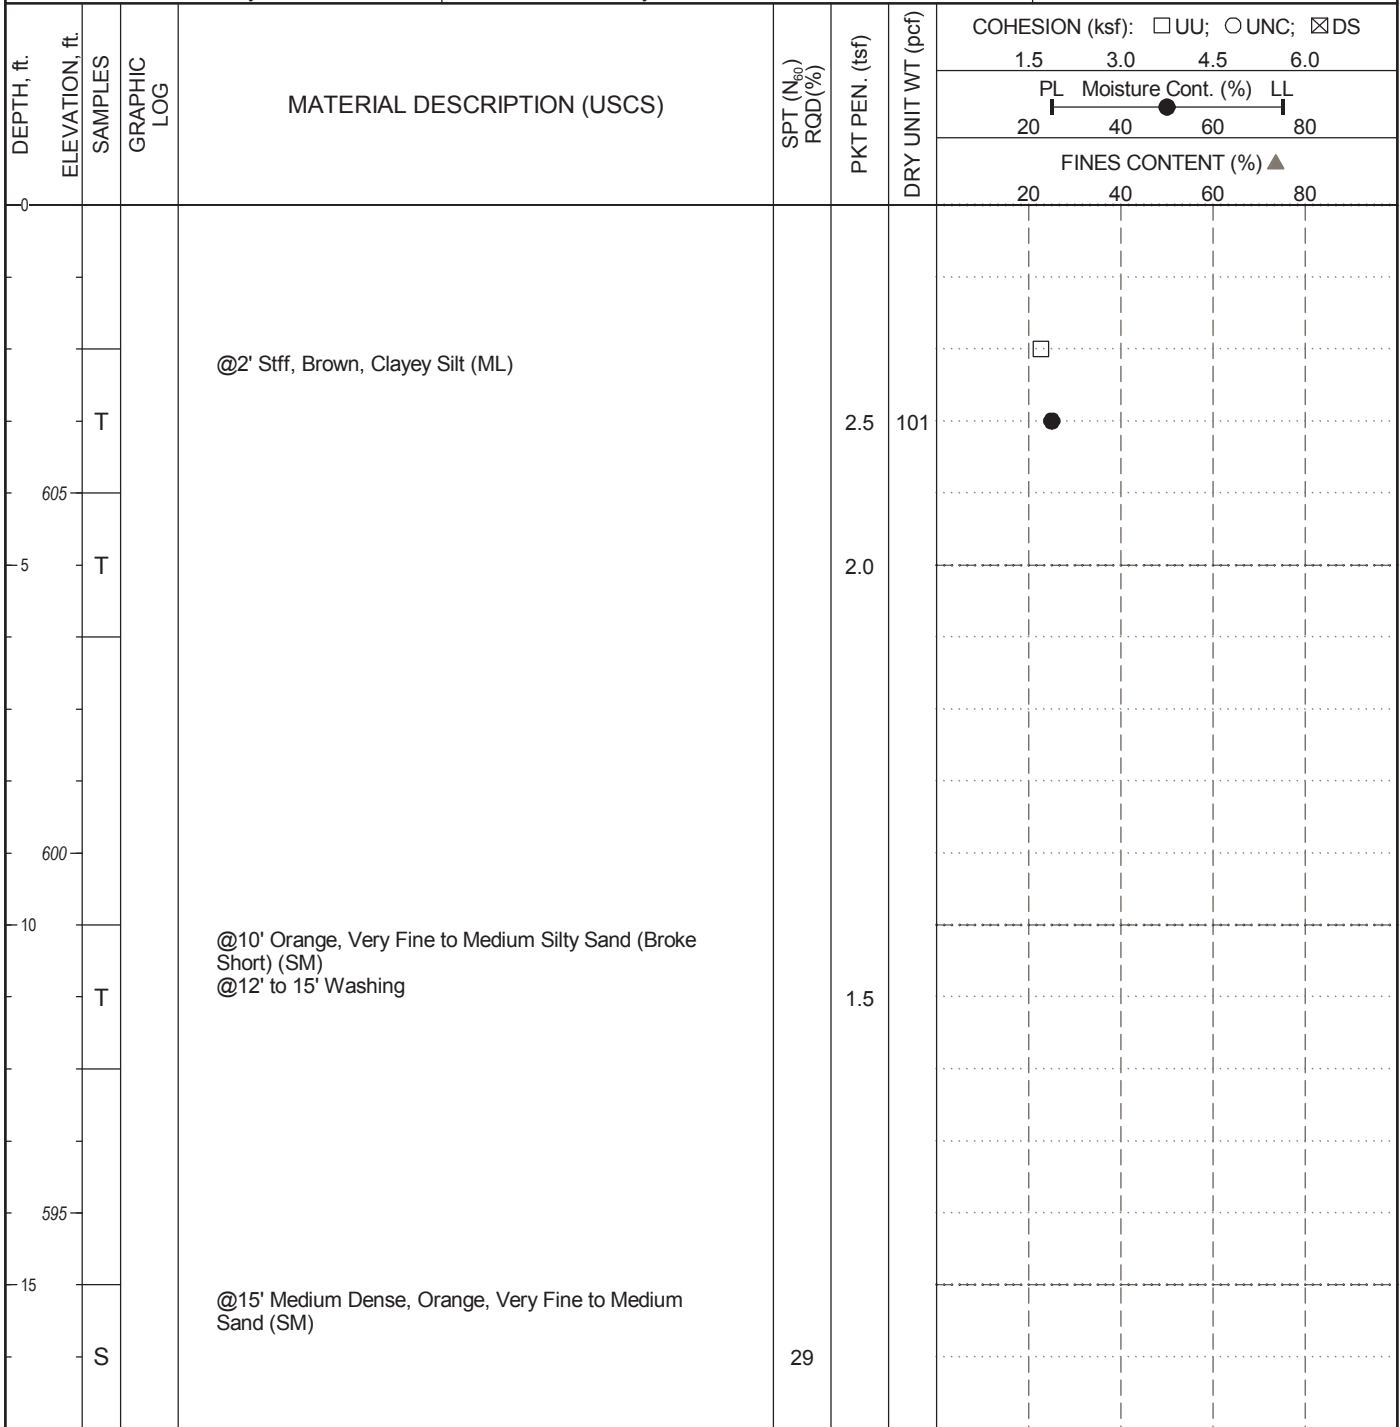 DEPTH, ft.
ELEVATION, ft.
SAMPLES
GRAPHIC
LOG
MATERIAL DESCRIPTION (USCS)
SPT (N60)
RQD(%)
PKT PEN. (tsf)
DRY UNIT WT (pcf)
COHESION (ksf): □ UU; ○ UNC; ⊠ DS
1.5 3.0 4.5 6.0
PL Moisture Cont. (%) LL
20 40 60 80
FINES CONTENT (%) ▲
20 40 60 80
0
@2' Stff, Brown, Clayey Silt (ML)
T 2.5 101
605
5 T 2.0
600
10
@10' Orange, Very Fine to Medium Silty Sand (Broke
Short) (SM)
@12' to 15' Washing
T 1.5
595
15
@15' Medium Dense, Orange, Very Fine to Medium
Sand (SM)
S 29